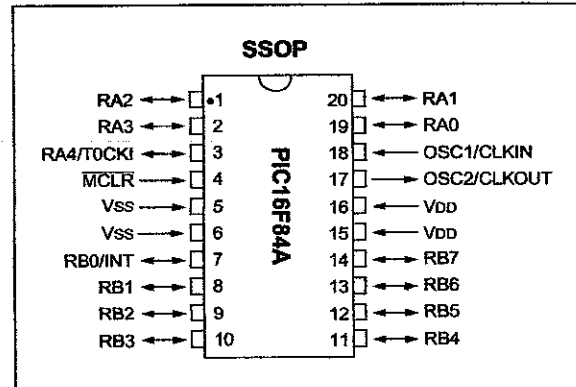 SSOP
RA2 •1 20 RA1
RA3 2 19 RA0
RA4/T0CKI 3 18 OSC1/CLKIN
MCLR 4 17 OSC2/CLKOUT
VSS 5 16 VDD
VSS 6 15 VDD
RB0/INT 7 14 RB7
RB1 8 13 RB6
RB2 9 12 RB5
RB3 10 11 RB4
PIC16F84A